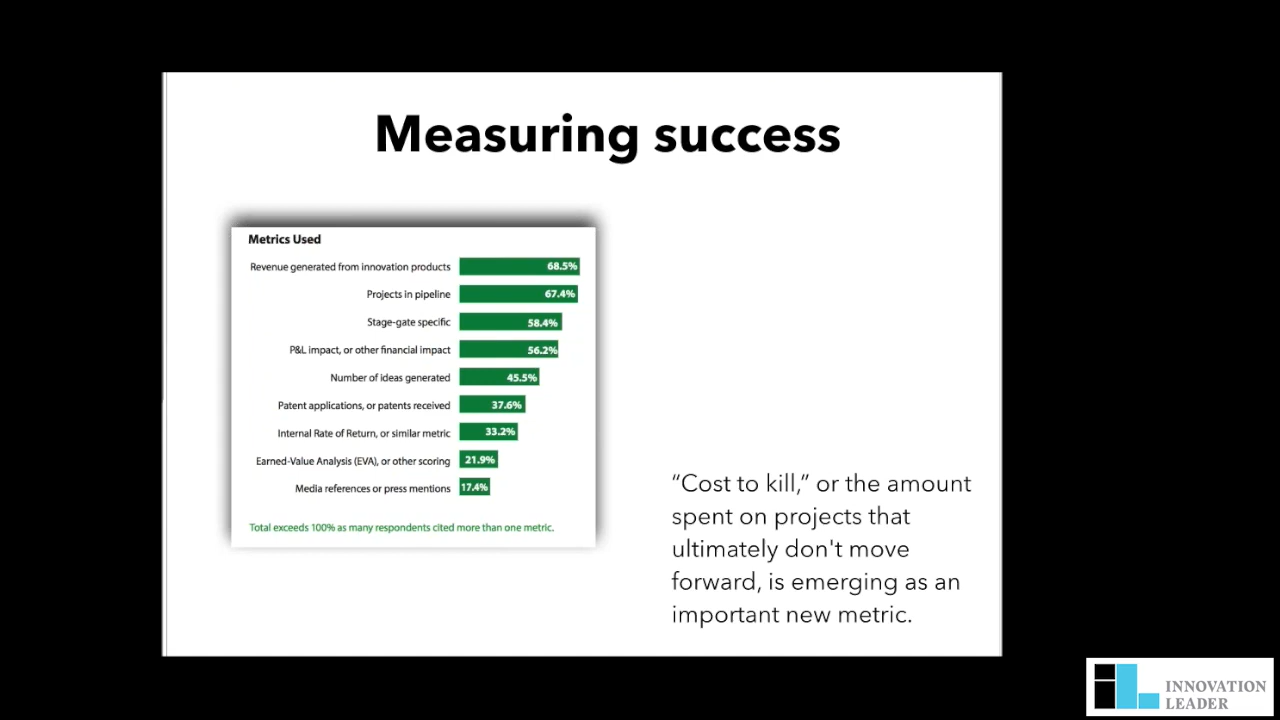 Measuring success
Metrics Used
Revenue generated from innovation products 68.5%
Projects in pipeline 67.4%
Stage-gate specific 58.4%
P&L impact, or other financial impact 56.2%
Number of ideas generated 45.5%
Patent applications, or patents received 37.6%
Internal Rate of Return, or similar metric 33.2%
Earned-Value Analysis (EVA), or other scoring 21.9%
Media references or press mentions 17.4%
Total exceeds 100% as many respondents cited more than one metric.
“Cost to kill,” or the amount
spent on projects that
ultimately don't move
forward, is emerging as an
important new metric.
iL INNOVATION
LEADER